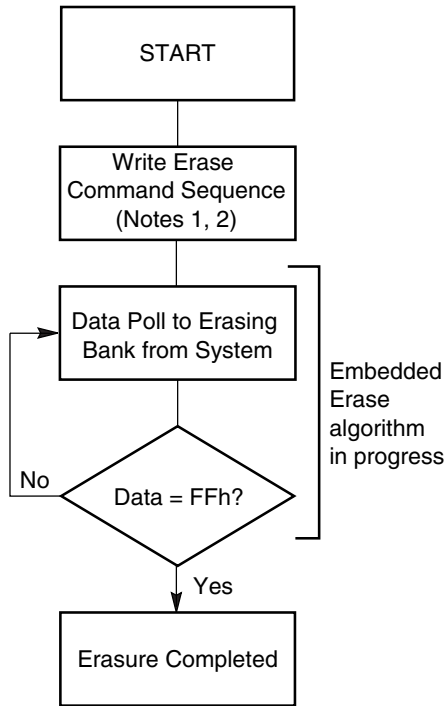 START
Write Erase
Command Sequence
(Notes 1, 2)
Data Poll to Erasing
Bank from System
Embedded
Erase
algorithm
in progress
No
Data = FFh?
Yes
Erasure Completed